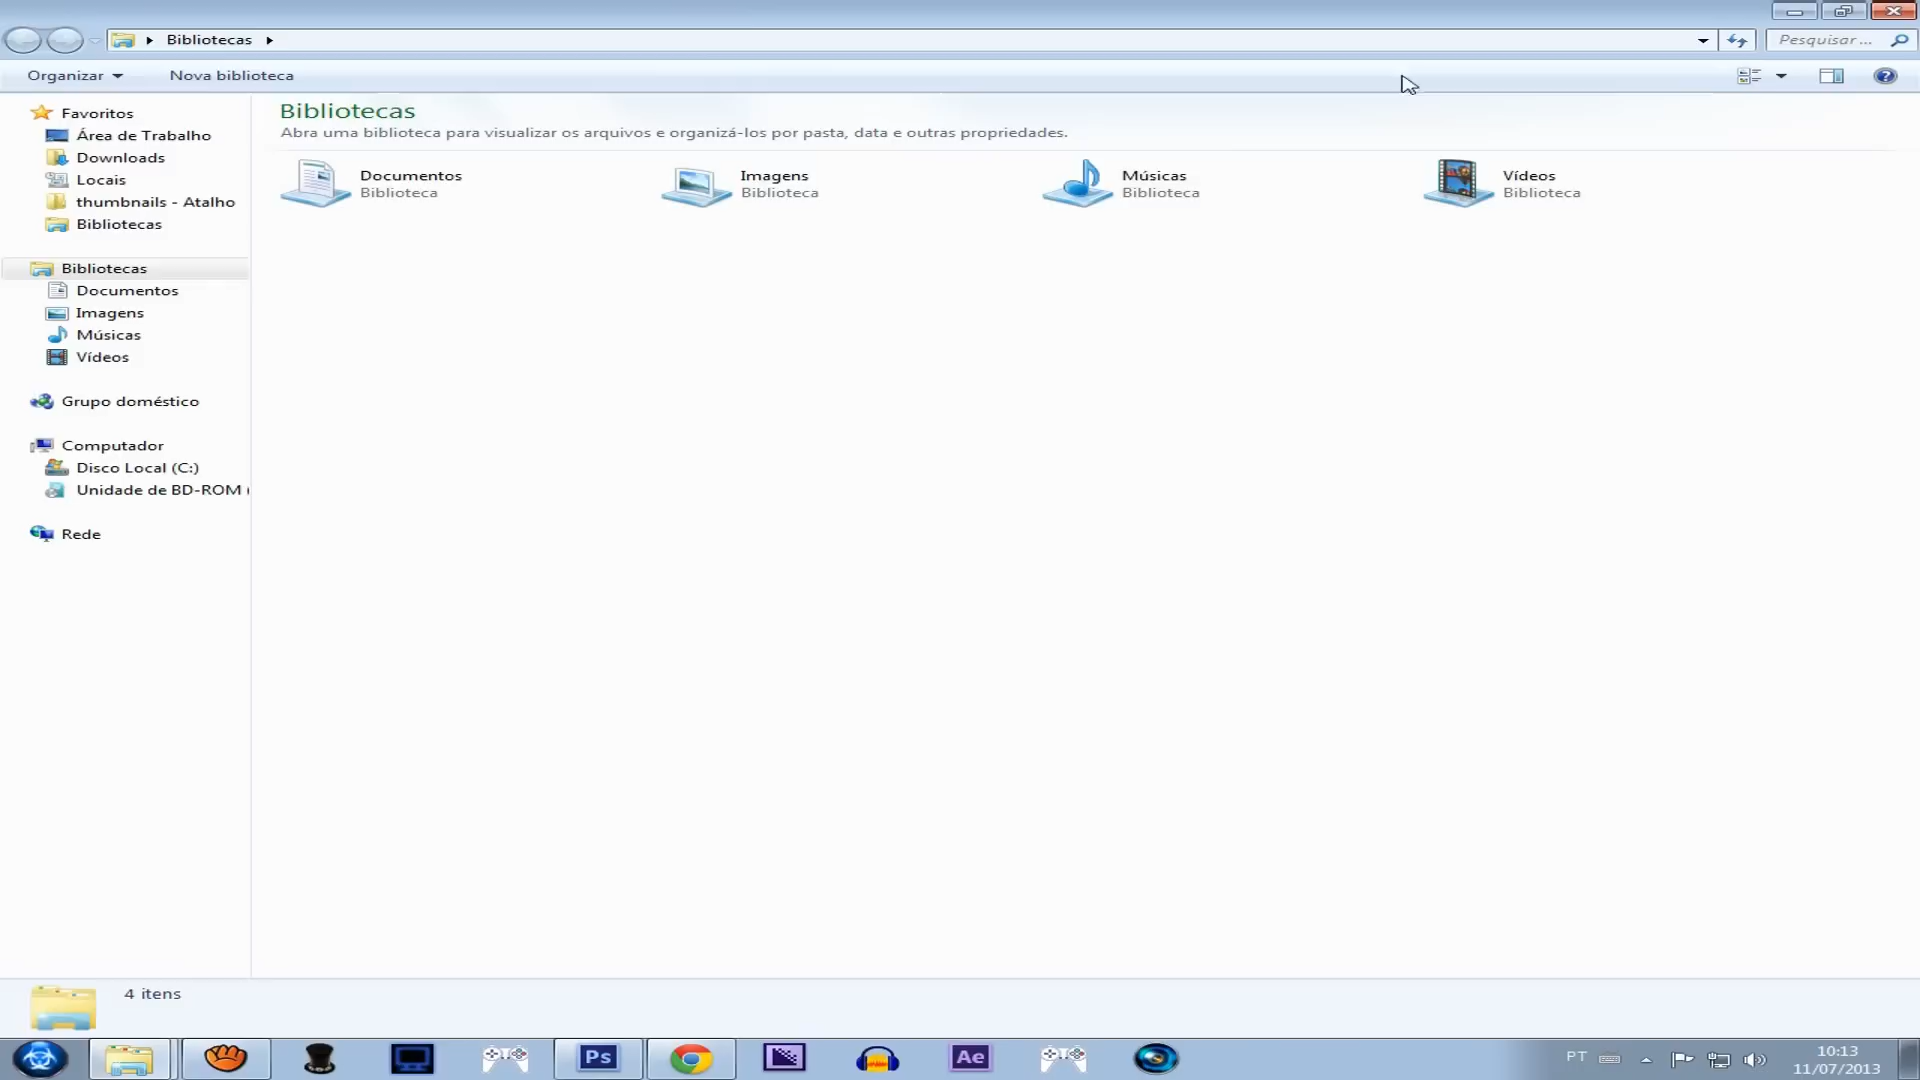 Bibliotecas
Pesquisar ...
Organizar
Nova biblioteca
Favoritos
Área de Trabalho
Downloads
Locais
thumbnails - Atalho
Bibliotecas
Bibliotecas
Documentos
Imagens
Músicas
Vídeos
Grupo doméstico
Computador
Disco Local (C:)
Unidade de BD-ROM (
Rede
Bibliotecas
Abra uma biblioteca para visualizar os arquivos e organizá-los por pasta, data e outras propriedades.
Documentos
Biblioteca
Imagens
Biblioteca
Músicas
Biblioteca
Vídeos
Biblioteca
4 itens
Ps
Ae
PT
10:13
11/07/2013